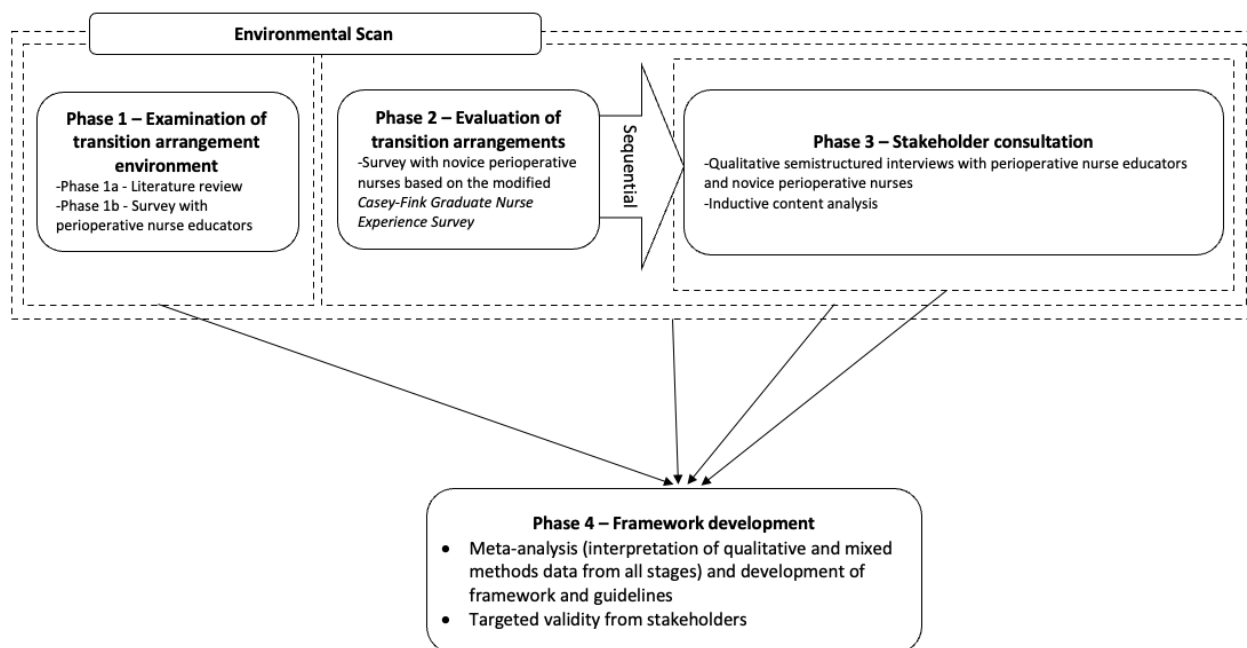 Environmental Scan
Phase 1 – Examination of
transition arrangement
environment
-Phase 1a - Literature review
-Phase 1b - Survey with
perioperative nurse educators
Phase 2 – Evaluation of
transition arrangements
-Survey with novice perioperative
nurses based on the modified
Casey-Fink Graduate Nurse
Experience Survey
Sequential
Phase 3 – Stakeholder consultation
-Qualitative semistructured interviews with perioperative nurse educators
and novice perioperative nurses
-Inductive content analysis
Phase 4 – Framework development
• Meta-analysis (interpretation of qualitative and mixed
methods data from all stages) and development of
framework and guidelines
• Targeted validity from stakeholders